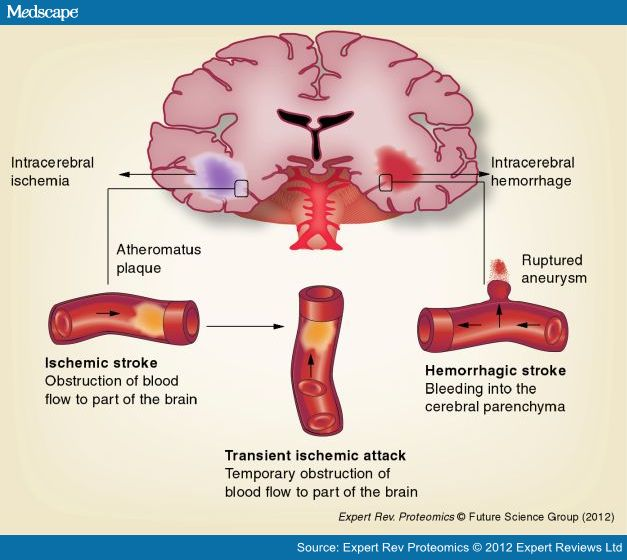 Medscape
Intracerebral
ischemia
Intracerebral
hemorrhage
Atheromatus
plaque
Ruptured
aneurysm
Ischemic stroke
Obstruction of blood
flow to part of the brain
Hemorrhagic stroke
Bleeding into the
cerebral parenchyma
Transient ischemic attack
Temporary obstruction of
blood flow to part of the brain
Expert Rev. Proteomics © Future Science Group (2012)
Source: Expert Rev Proteomics © 2012 Expert Reviews Ltd